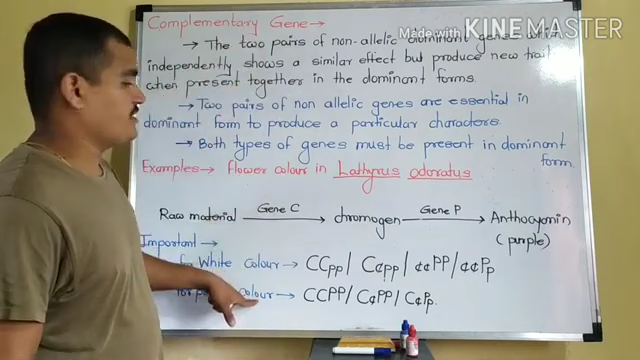 Complementary Gene→
Made with KINEMASTER
→ The two pairs of non-allelic dominant genes which
independently shows a similar effect but produce new trait
when present together in the dominant forms.
→ Two pairs of non allelic genes are essential in
dominant form to produce a particular characters.
→ Both types of genes must be present in dominant
form.
Examples→ Flower colour in Lathyrus odoratus
Raw material Gene C→ chromogen Gene P→ Anthocyanin
(purple)
Important→
for White colour → CCpp/ Ccpp/ ccPP/ccPp
colour → CCPP/ CcPP/ CcPp.